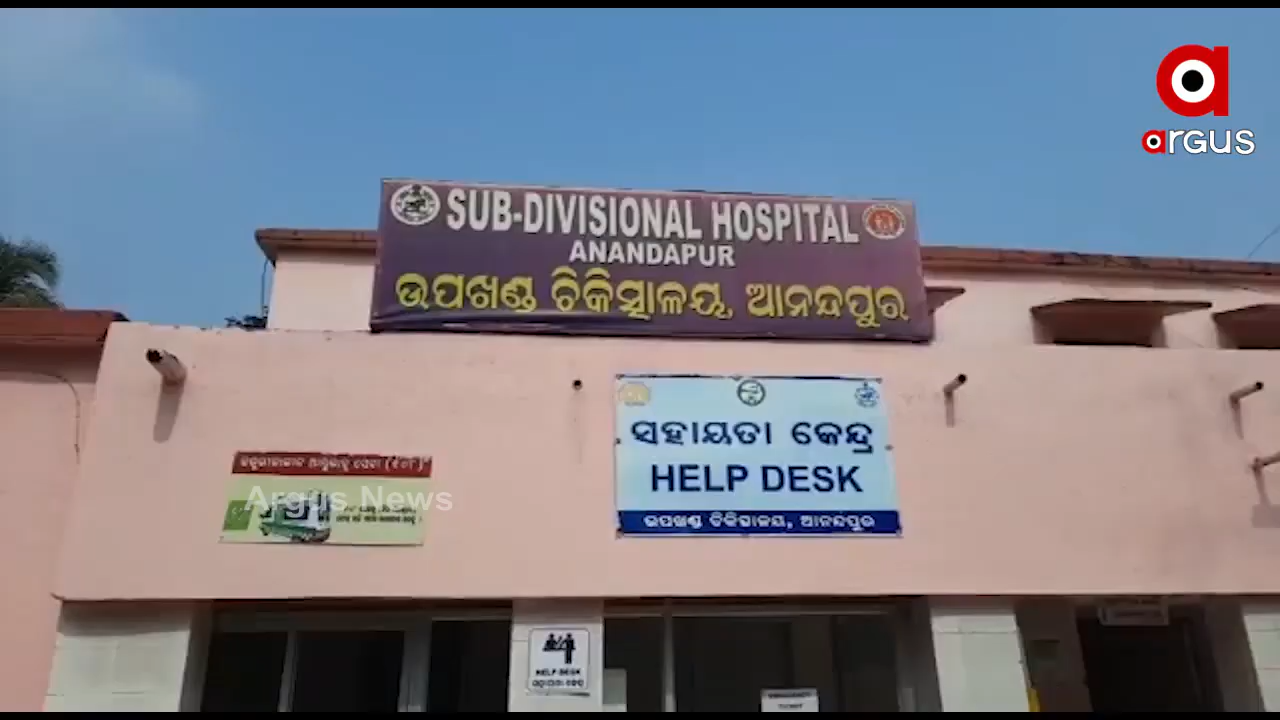 argus
SUB-DIVISIONAL HOSPITAL
ANANDAPUR
ଉପଖଣ୍ଡ ଚିକିତ୍ସାଳୟ, ଆନନ୍ଦପୁର
ସହାୟତା କେନ୍ଦ୍ର
HELP DESK
ଉପଖଣ୍ଡ ଚିକିତ୍ସାଳୟ, ଆନନ୍ଦପୁର
Argus News
HELP DESK